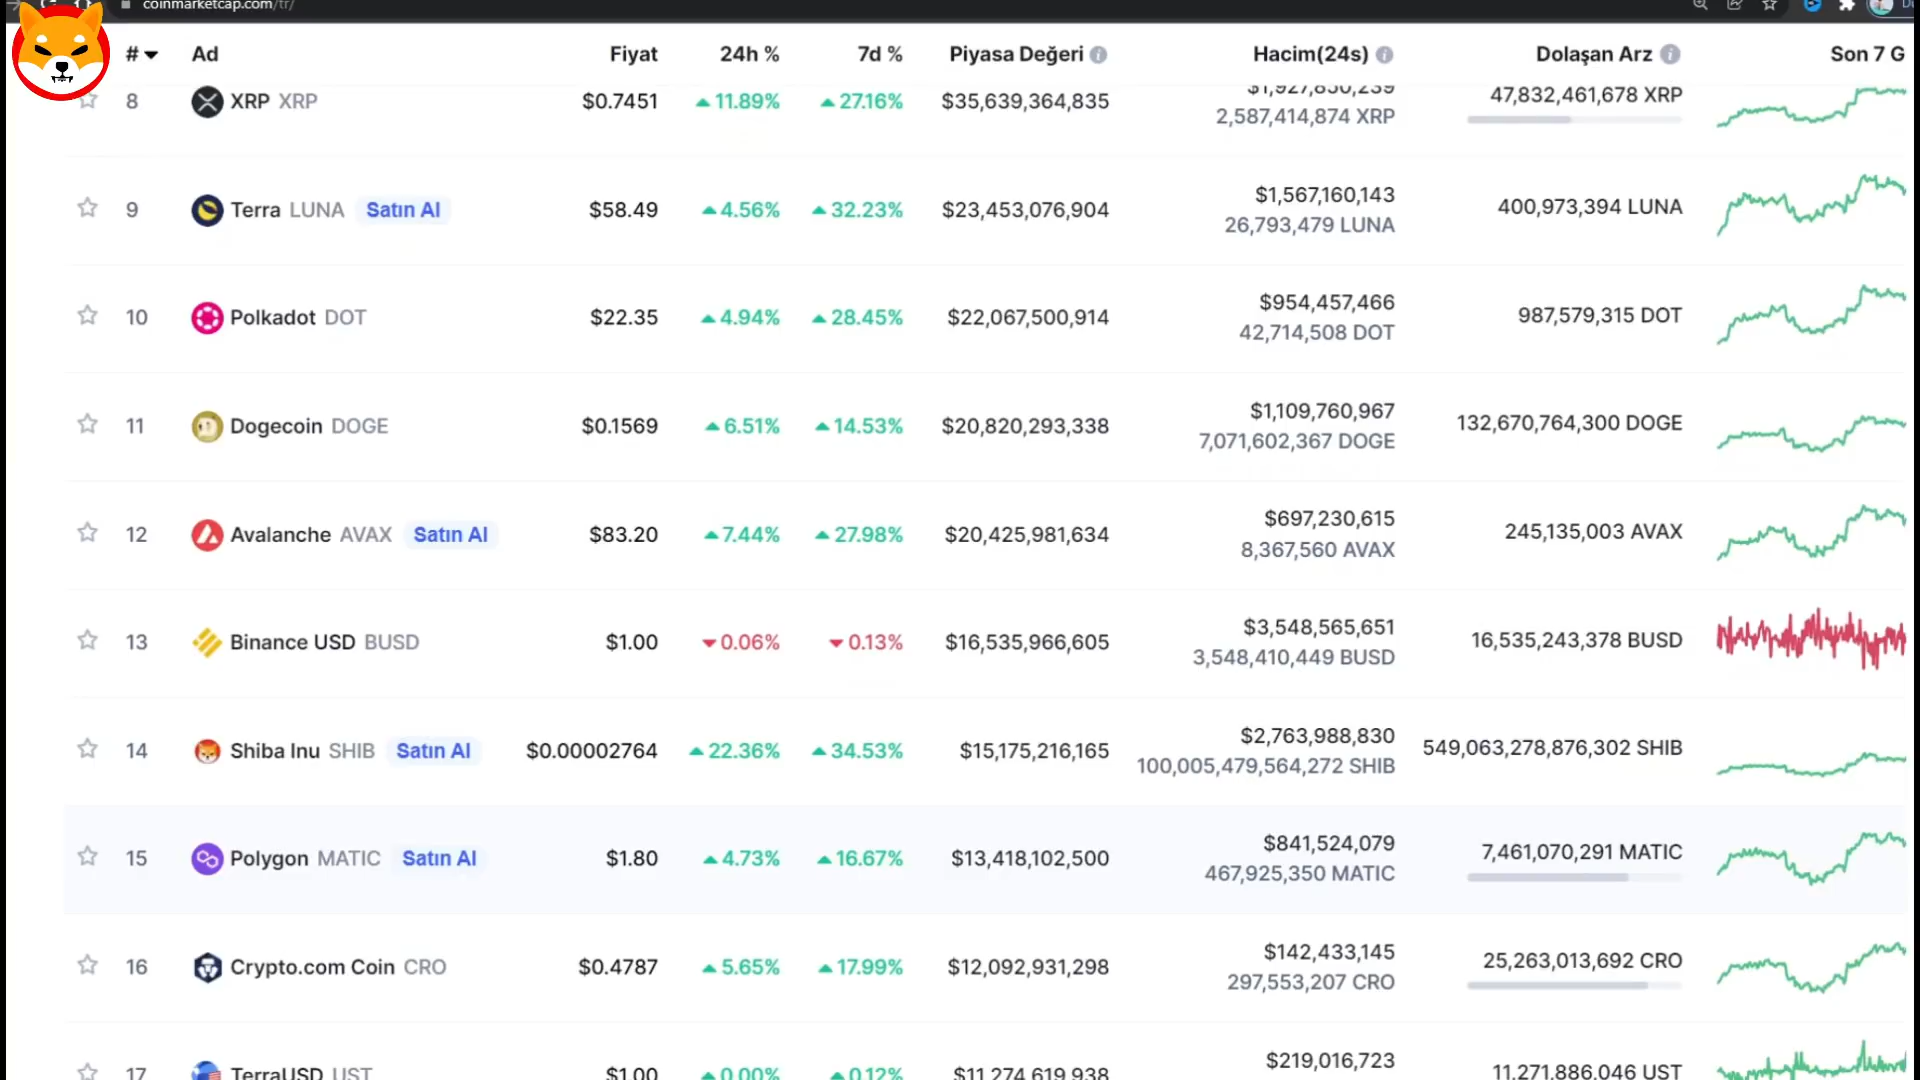 coinmarketcap.com/tr/
# Ad Fiyat 24h % 7d % Piyasa Değeri Hacim(24s) Dolaşan Arz Son 7 G
8 XRP XRP $0.7451 11.89% 27.16% $35,639,364,835 $1,927,850,239 47,832,461,678 XRP
2,587,414,874 XRP
9 Terra LUNA Satın Al $58.49 4.56% 32.23% $23,453,076,904 $1,567,160,143 400,973,394 LUNA
26,793,479 LUNA
10 Polkadot DOT $22.35 4.94% 28.45% $22,067,500,914 $954,457,466 987,579,315 DOT
42,714,508 DOT
11 Dogecoin DOGE $0.1569 6.51% 14.53% $20,820,293,338 $1,109,760,967 132,670,764,300 DOGE
7,071,602,367 DOGE
12 Avalanche AVAX Satın Al $83.20 7.44% 27.98% $20,425,981,634 $697,230,615 245,135,003 AVAX
8,367,560 AVAX
13 Binance USD BUSD $1.00 0.06% 0.13% $16,535,966,605 $3,548,565,651 16,535,243,378 BUSD
3,548,410,449 BUSD
14 Shiba Inu SHIB Satın Al $0.00002764 22.36% 34.53% $15,175,216,165 $2,763,988,830 549,063,278,876,302 SHIB
100,005,479,564,272 SHIB
15 Polygon MATIC Satın Al $1.80 4.73% 16.67% $13,418,102,500 $841,524,079 7,461,070,291 MATIC
467,925,350 MATIC
16 Crypto.com Coin CRO $0.4787 5.65% 17.99% $12,092,931,298 $142,433,145 25,263,013,692 CRO
297,553,207 CRO
17 TerraUSD UST $1.00 0.00% 0.12% $11,274,619,938 $219,016,723 11,271,886,046 UST